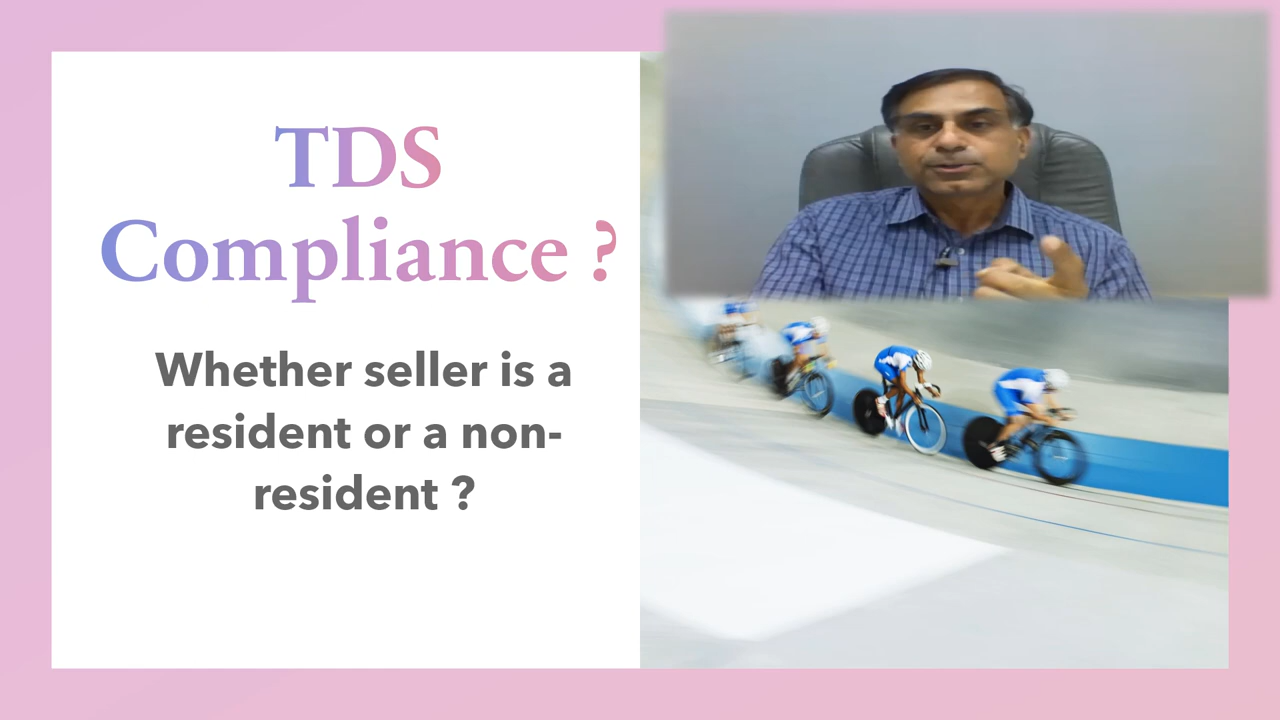 TDS
Compliance ?
Whether seller is a
resident or a non-
resident ?